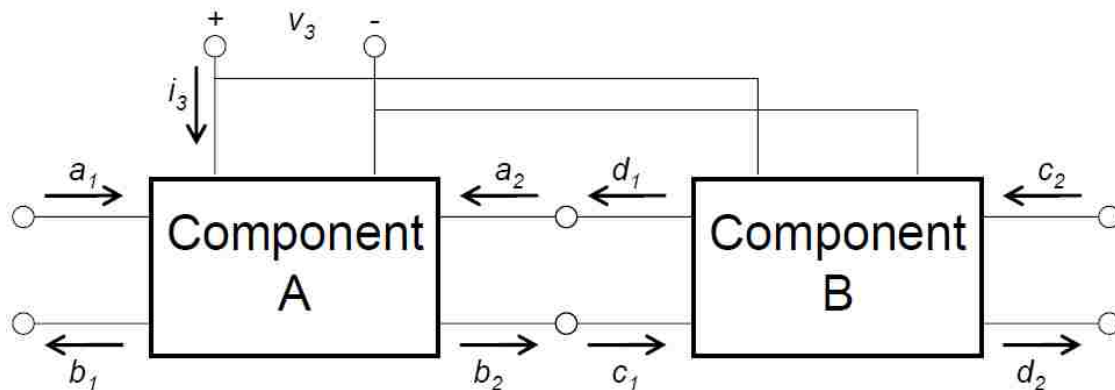 + v₃ -
i₃
a₁ a₂ d₁ c₂
Component A
Component B
b₁ b₂ c₁ d₂